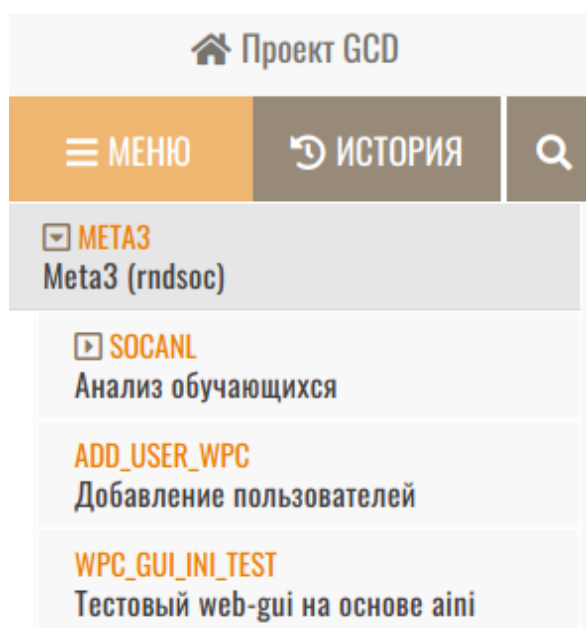 Проект GCD
МЕНЮ ИСТОРИЯ
META3
Meta3 (rndsoc)
SOCANL
Анализ обучающихся
ADD_USER_WPC
Добавление пользователей
WPC_GUI_INI_TEST
Тестовый web-gui на основе aini